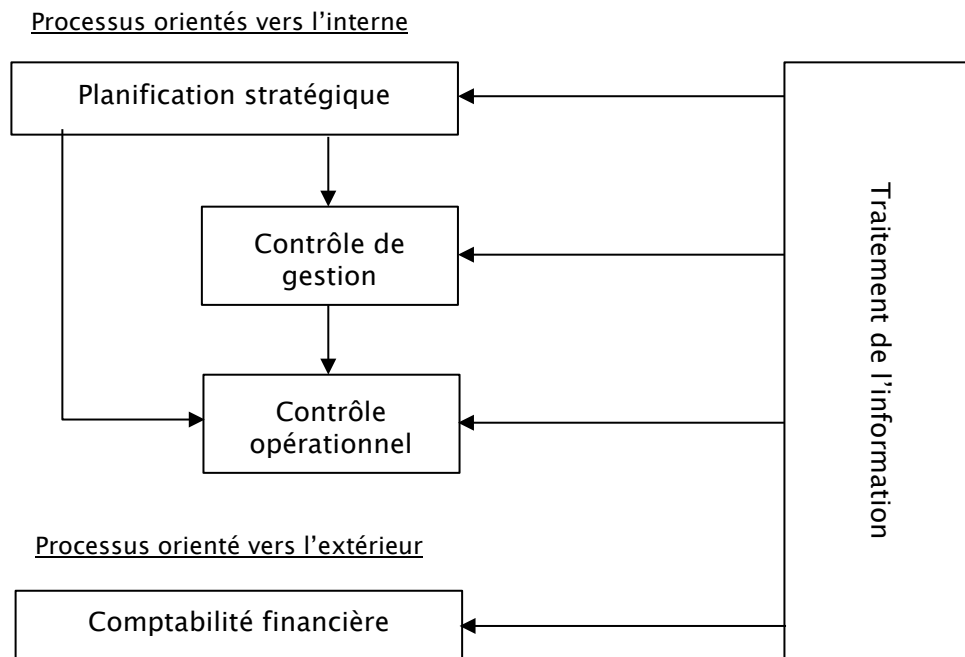 Processus orientés vers l'interne
Planification stratégique
Contrôle de
gestion
Contrôle
opérationnel
Traitement de l'information
Processus orienté vers l'extérieur
Comptabilité financière